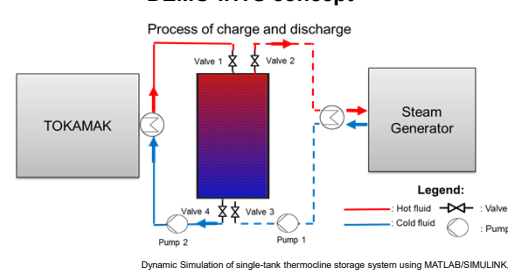 Process of charge and discharge
Valve 1
Valve 2
TOKAMAK
Steam
Generator
Legend:
: Hot fluid
: Valve
: Cold fluid
: Pump
Valve 4
Valve 3
Pump 2
Pump 1
Dynamic Simulation of single-tank thermocline storage system using MATLAB/SIMULINK